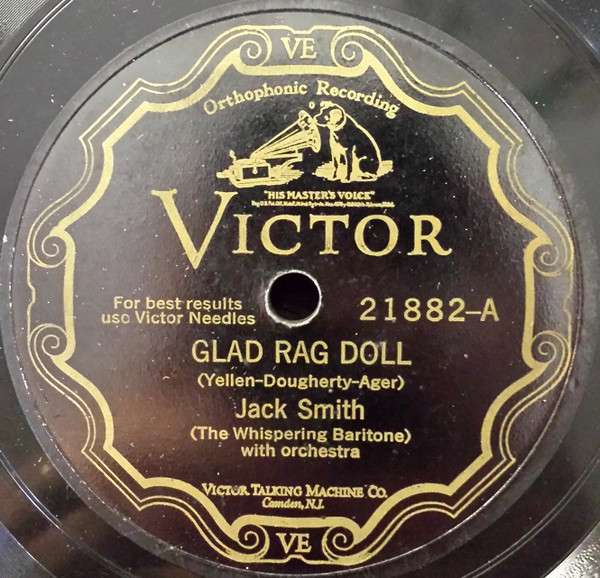 VE
Orthophonic Recording
"HIS MASTER'S VOICE"
VICTOR
For best results
use Victor Needles
21882-A
GLAD RAG DOLL
(Yellen-Dougherty-Ager)
Jack Smith
(The Whispering Baritone)
with orchestra
VICTOR TALKING MACHINE CO.
Camden, N.J.
VE